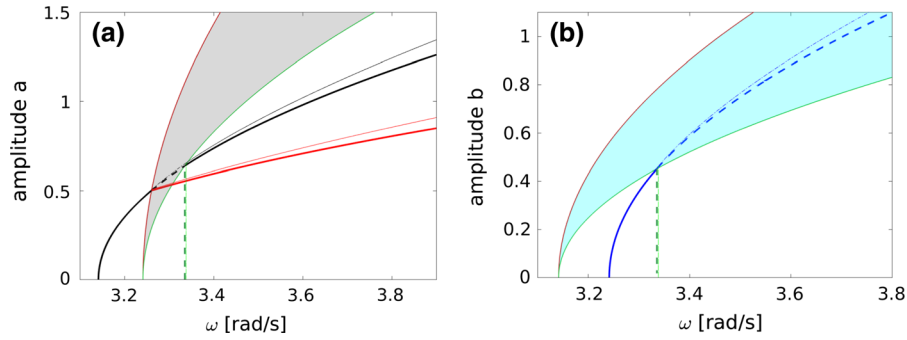 (a)
amplitude a
1.5
1
0.5
0
3.2 3.4 3.6 3.8
ω [rad/s]
(b)
amplitude b
1
0.8
0.6
0.4
0.2
0
3.2 3.4 3.6 3.8
ω [rad/s]